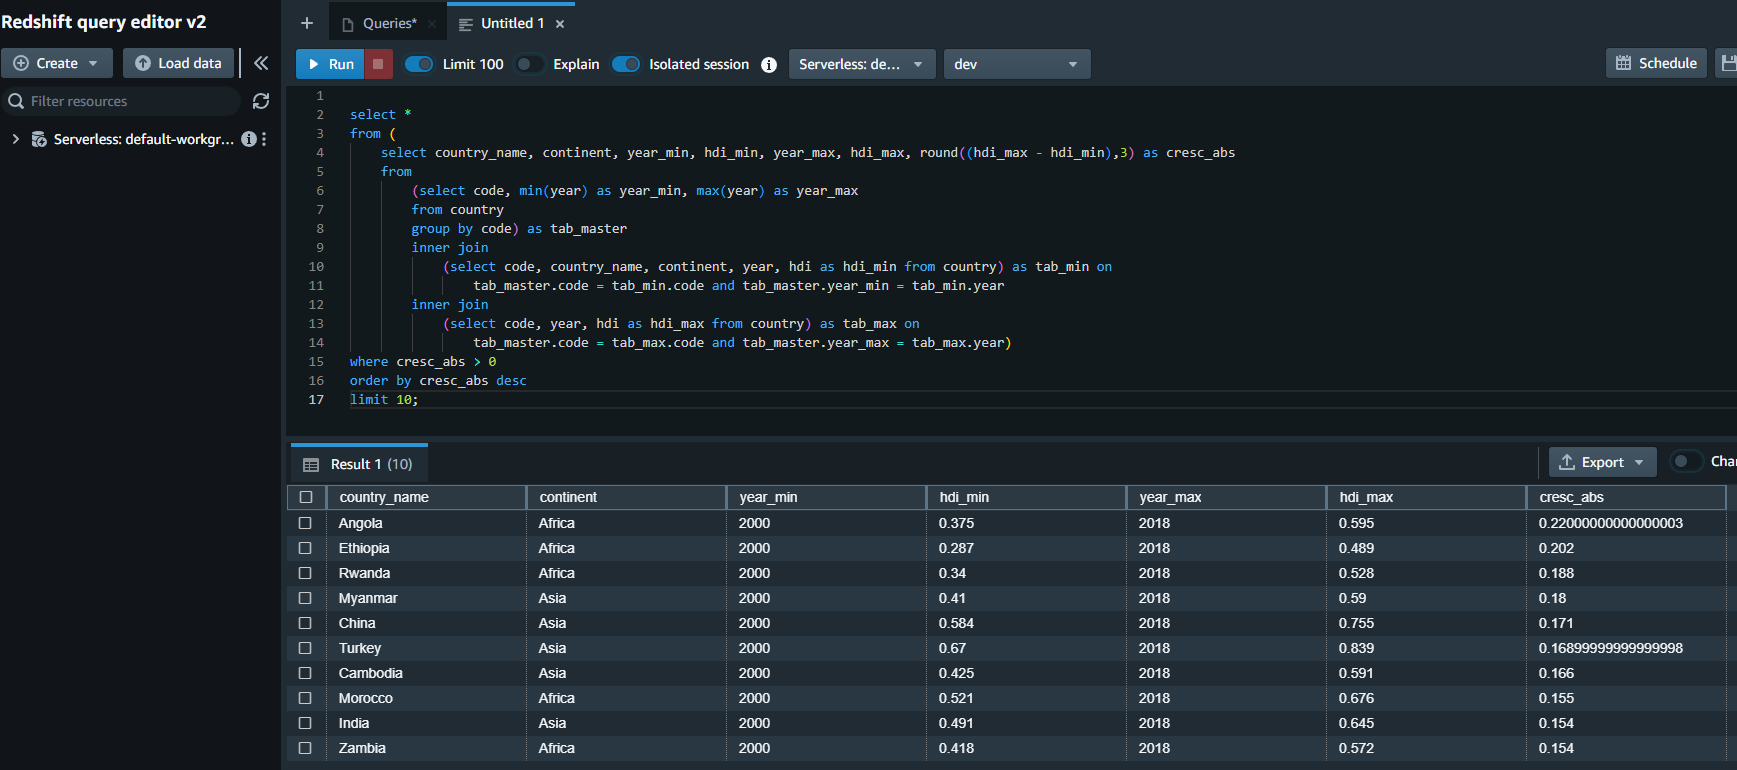 Redshift query editor v2
Create
Load data
Filter resources
Serverless: default-workgr...
Queries*
Untitled 1
Run
Limit 100
Explain
Isolated session
Serverless: de...
dev
Schedule
1
2 select *
3 from (
4 select country_name, continent, year_min, hdi_min, year_max, hdi_max, round((hdi_max - hdi_min),3) as cresc_abs
5 from
6 (select code, min(year) as year_min, max(year) as year_max
7 from country
8 group by code) as tab_master
9 inner join
10 (select code, country_name, continent, year, hdi as hdi_min from country) as tab_min on
11 tab_master.code = tab_min.code and tab_master.year_min = tab_min.year
12 inner join
13 (select code, year, hdi as hdi_max from country) as tab_max on
14 tab_master.code = tab_max.code and tab_master.year_max = tab_max.year)
15 where cresc_abs > 0
16 order by cresc_abs desc
17 limit 10;
Result 1 (10)
Export
Char
country_name continent year_min hdi_min year_max hdi_max cresc_abs
Angola Africa 2000 0.375 2018 0.595 0.22000000000000003
Ethiopia Africa 2000 0.287 2018 0.489 0.202
Rwanda Africa 2000 0.34 2018 0.528 0.188
Myanmar Asia 2000 0.41 2018 0.59 0.18
China Asia 2000 0.584 2018 0.755 0.171
Turkey Asia 2000 0.67 2018 0.839 0.16899999999999998
Cambodia Asia 2000 0.425 2018 0.591 0.166
Morocco Africa 2000 0.521 2018 0.676 0.155
India Asia 2000 0.491 2018 0.645 0.154
Zambia Africa 2000 0.418 2018 0.572 0.154